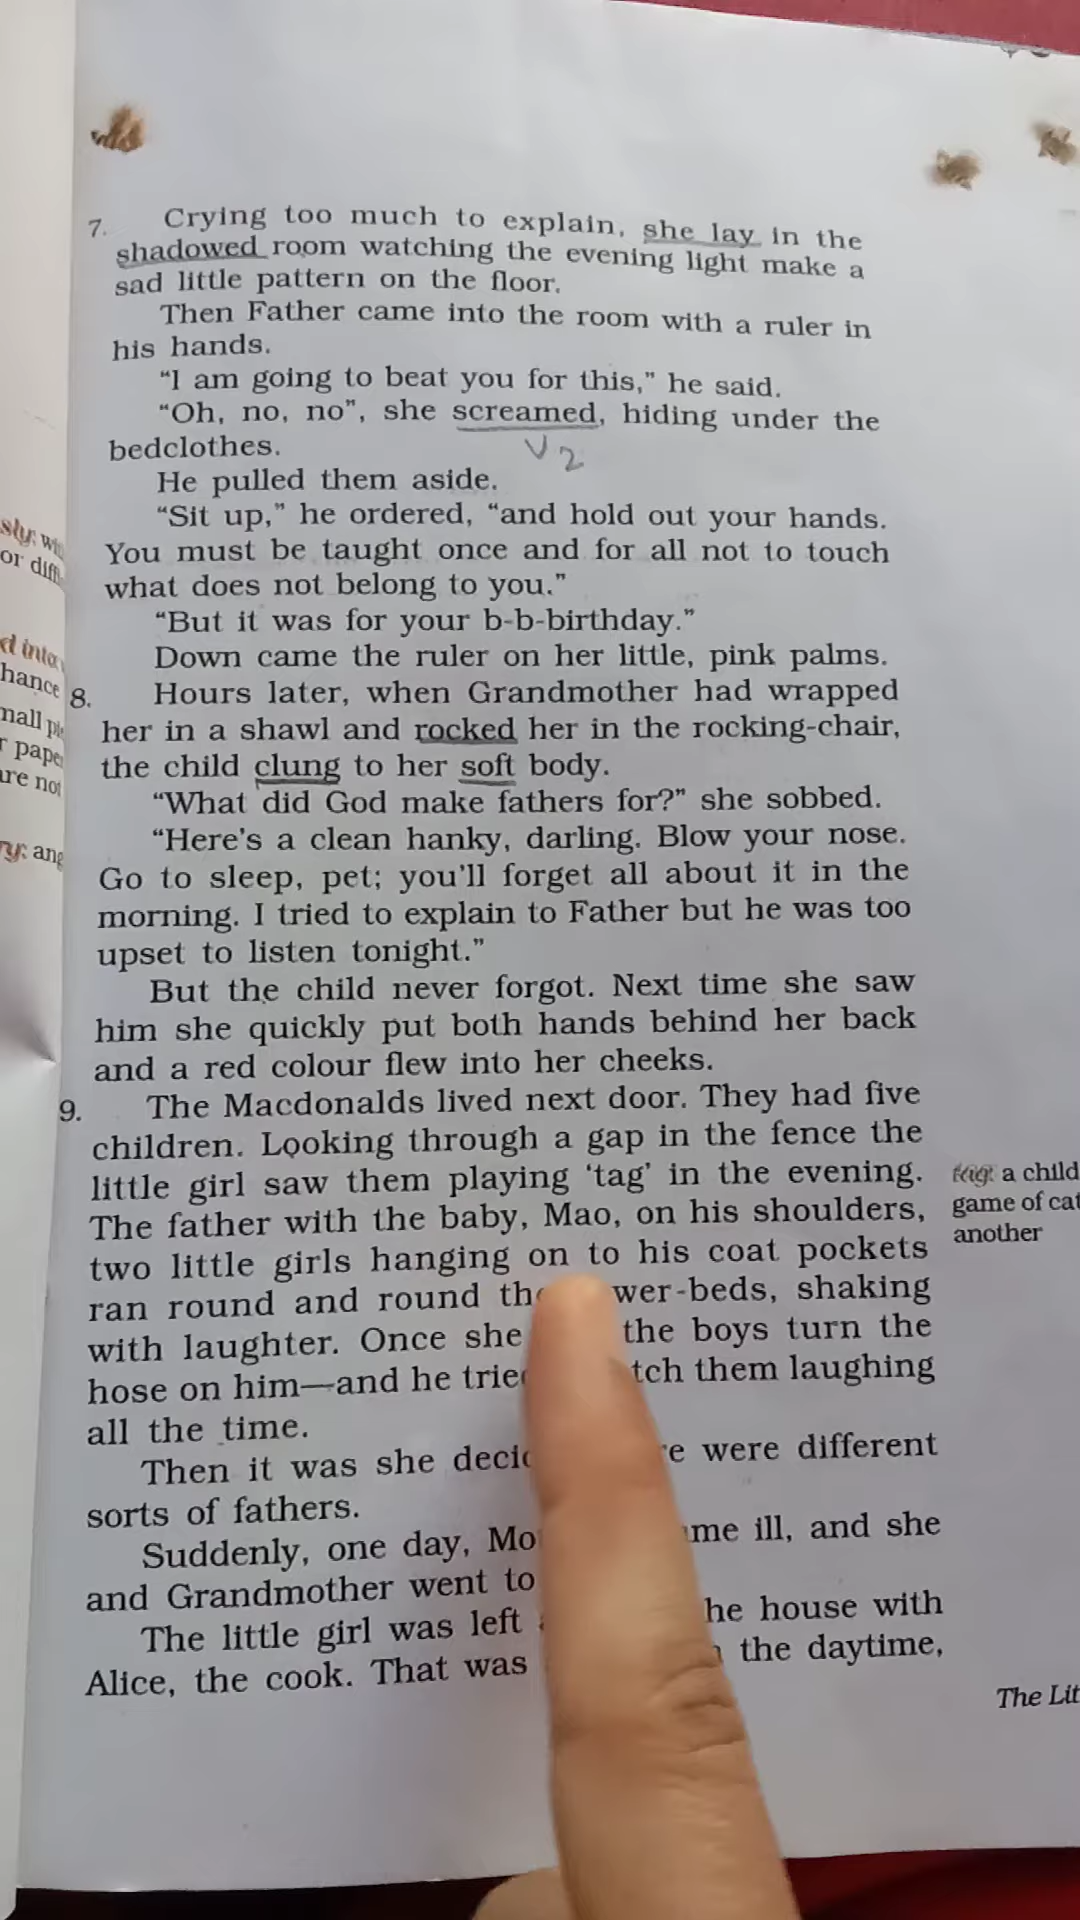 7. Crying too much to explain, she lay in the
shadowed room watching the evening light make a
sad little pattern on the floor.
Then Father came into the room with a ruler in
his hands.
“I am going to beat you for this,” he said.
“Oh, no, no”, she screamed, hiding under the
V2
bedclothes.
He pulled them aside.
“Sit up,” he ordered, “and hold out your hands.
You must be taught once and for all not to touch
what does not belong to you.”
“But it was for your b-b-birthday.”
Down came the ruler on her little, pink palms.
8. Hours later, when Grandmother had wrapped
her in a shawl and rocked her in the rocking-chair,
the child clung to her soft body.
“What did God make fathers for?” she sobbed.
“Here’s a clean hanky, darling. Blow your nose.
Go to sleep, pet; you’ll forget all about it in the
morning. I tried to explain to Father but he was too
upset to listen tonight.”
But the child never forgot. Next time she saw
him she quickly put both hands behind her back
and a red colour flew into her cheeks.
9. The Macdonalds lived next door. They had five
children. Looking through a gap in the fence the
little girl saw them playing ‘tag’ in the evening.
The father with the baby, Mao, on his shoulders,
two little girls hanging on to his coat pockets
ran round and round wer-beds, shaking
with laughter. Once she the boys turn the
hose on him—and he tch them laughing
all the time.
Then it was she were different
sorts of fathers.
Suddenly, one day, ill, and she
and Grandmother went to
The little girl was left house with
Alice, the cook. That was the daytime,
tag: a child
game of cat
another
or diff
d into
hance
r pape
are not
The Lit